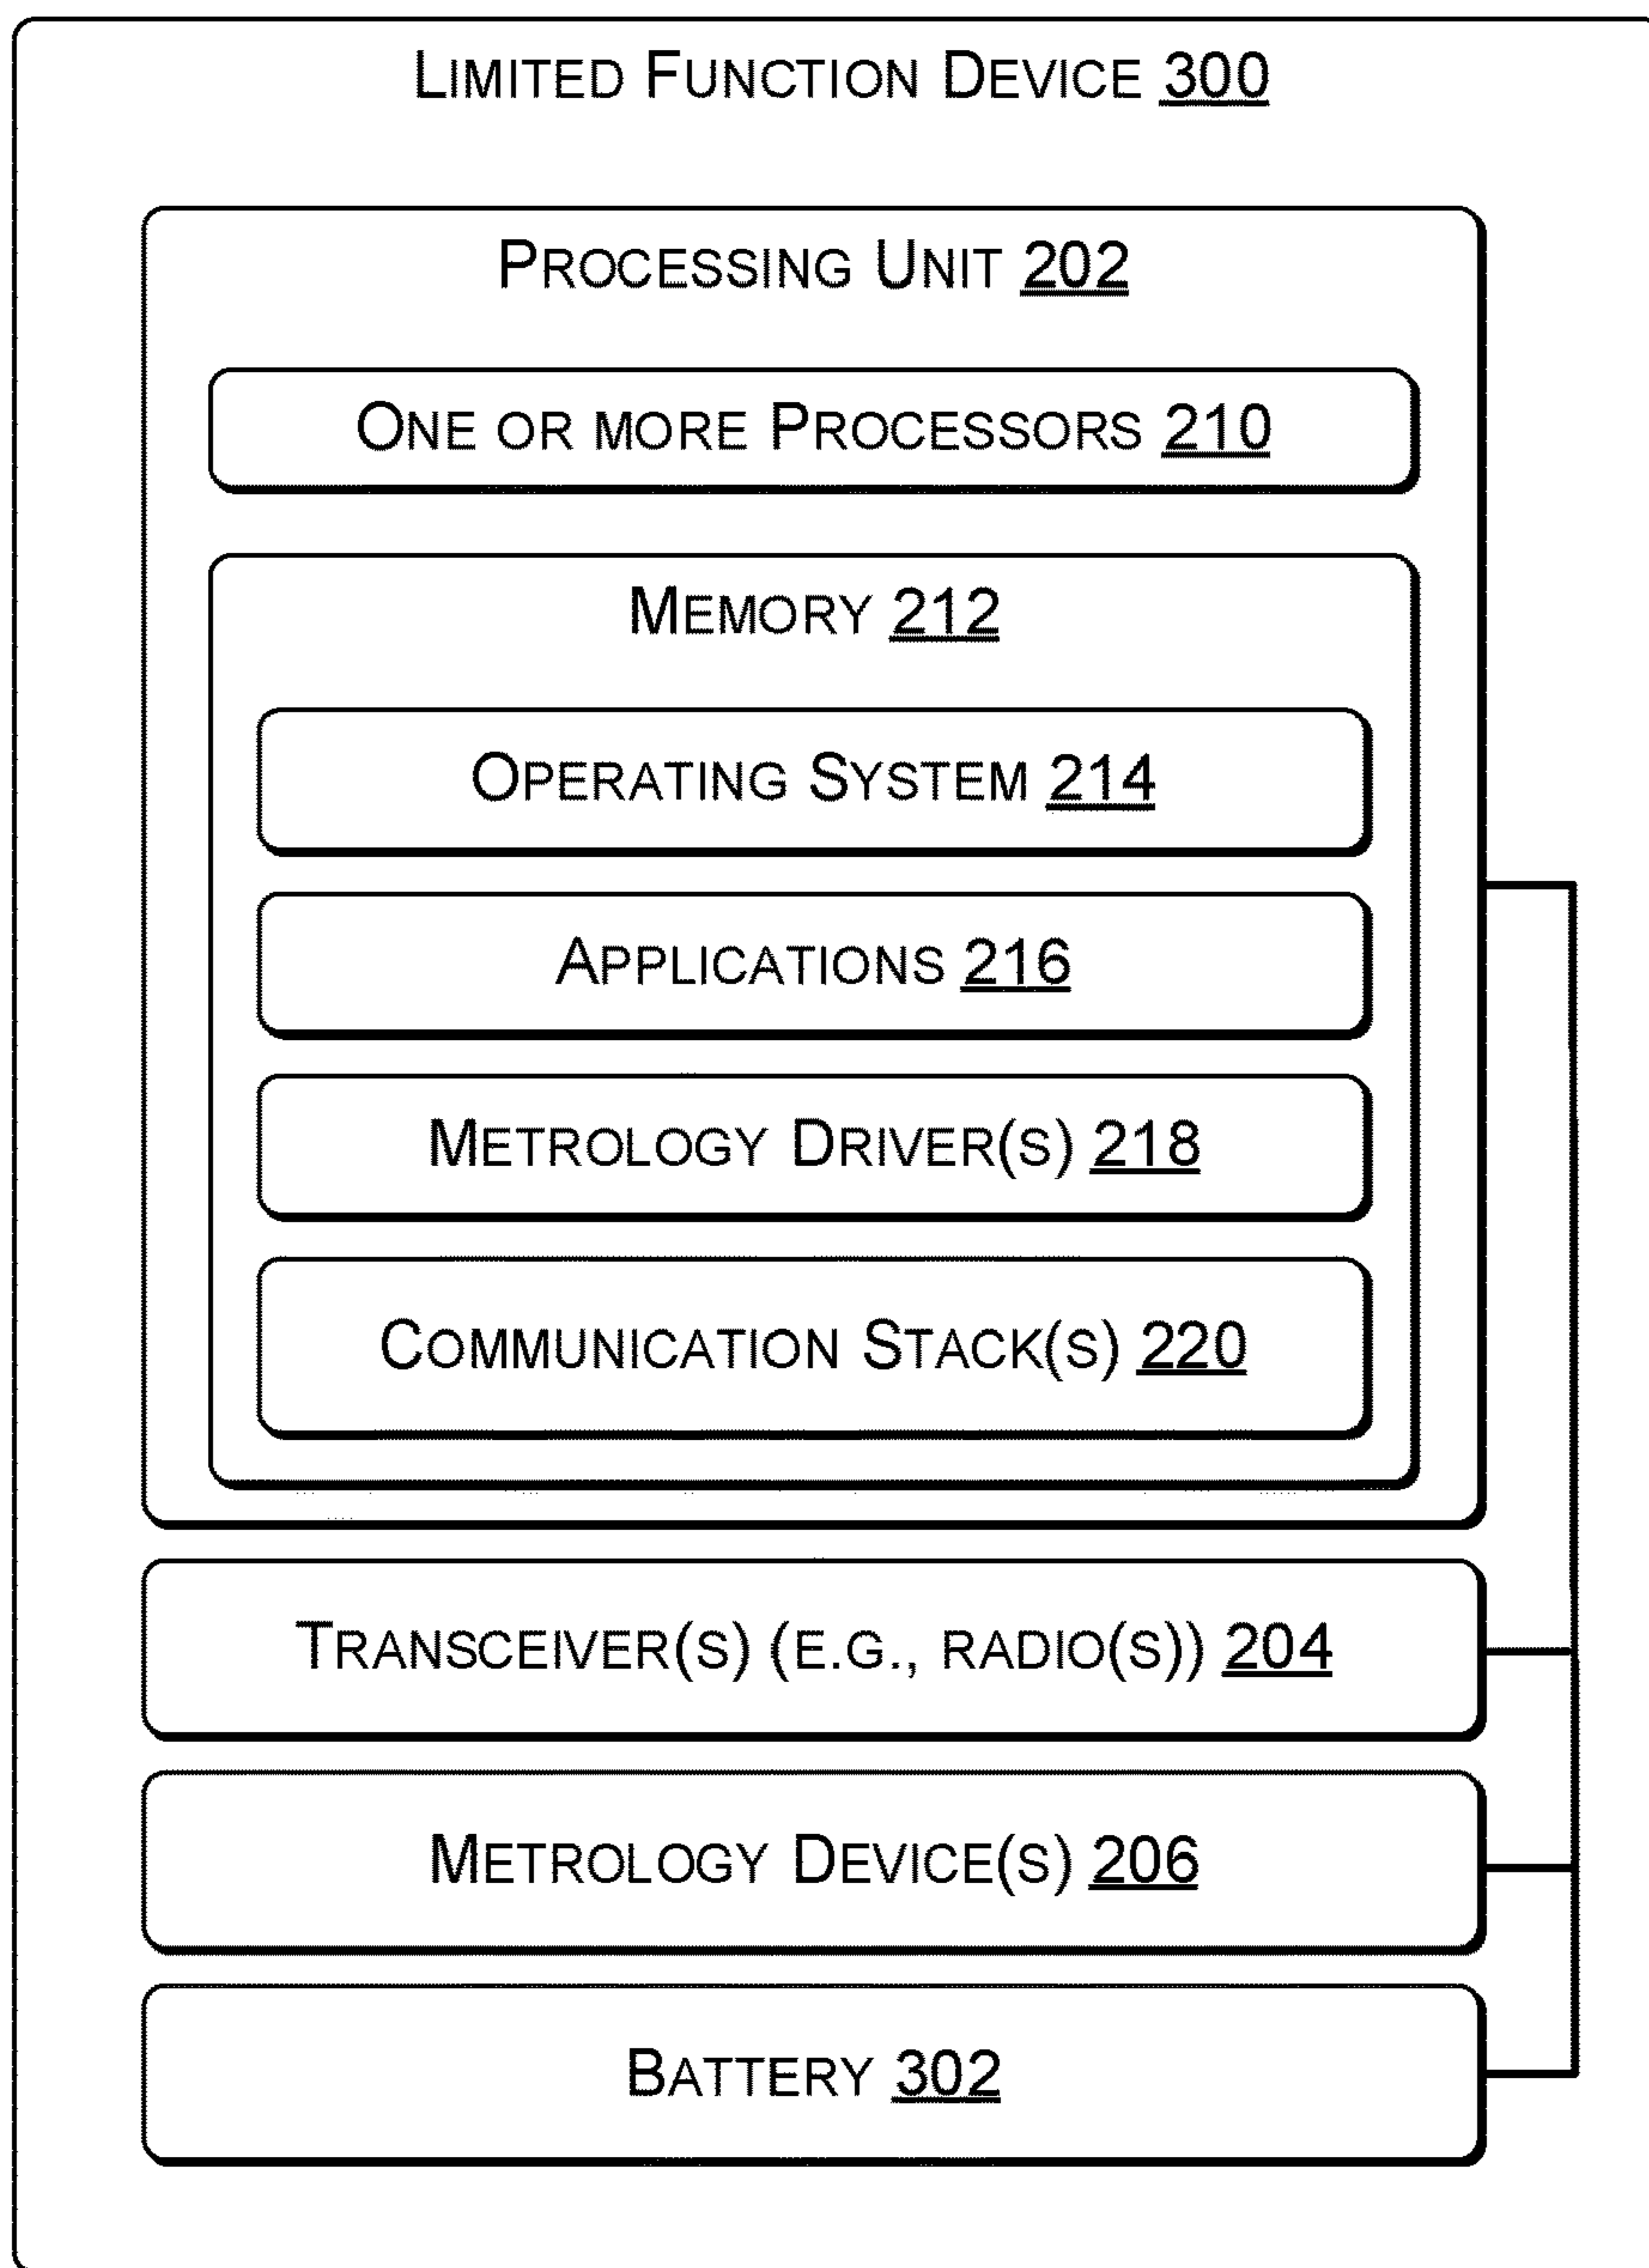 LIMITED FUNCTION DEVICE 300
PROCESSING UNIT 202
ONE OR MORE PROCESSORS 210
MEMORY 212
OPERATING SYSTEM 214
APPLICATIONS 216
METROLOGY DRIVER(S) 218
COMMUNICATION STACK(S) 220
TRANSCEIVER(S) (E.G., RADIO(S)) 204
METROLOGY DEVICE(S) 206
BATTERY 302